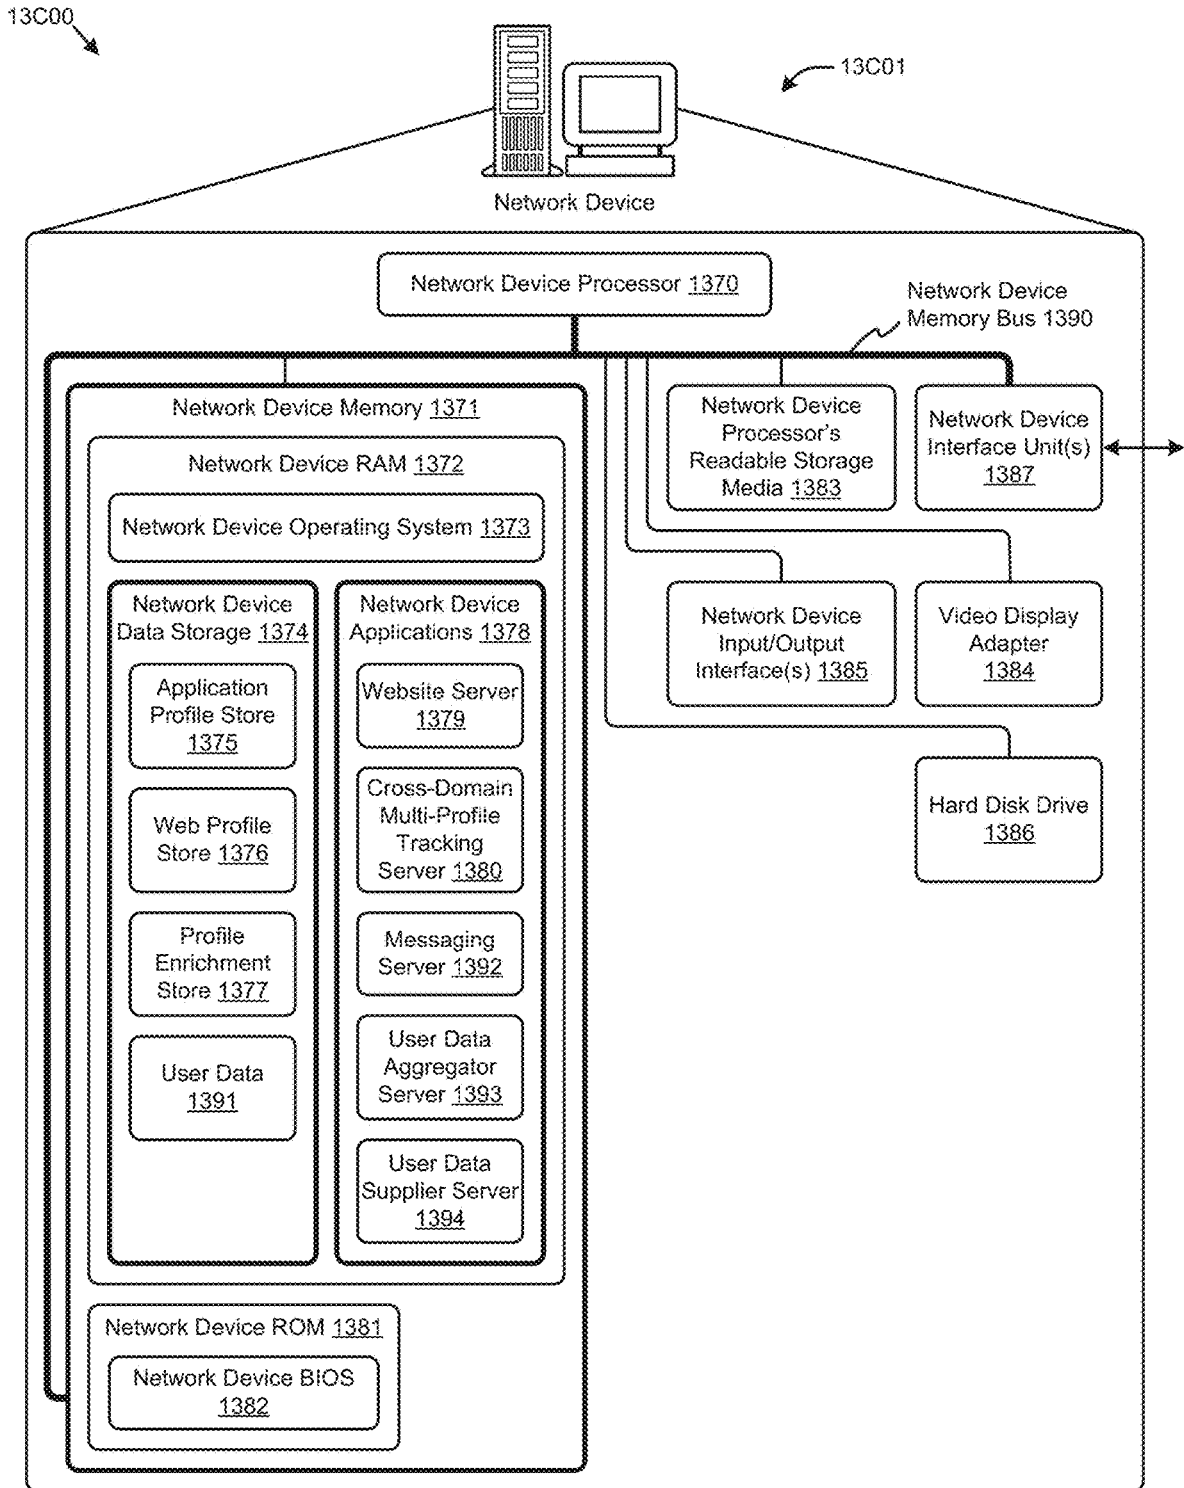 13C00
13C01
Network Device
Network Device Processor 1370
Network Device
Memory Bus 1390
Network Device Memory 1371
Network Device RAM 1372
Network Device Operating System 1373
Network Device
Data Storage 1374
Application
Profile Store
1375
Web Profile
Store 1376
Profile
Enrichment
Store 1377
User Data
1391
Network Device
Applications 1378
Website Server
1379
Cross-Domain
Multi-Profile
Tracking
Server 1380
Messaging
Server 1392
User Data
Aggregator
Server 1393
User Data
Supplier Server
1394
Network Device ROM 1381
Network Device BIOS
1382
Network Device
Processor's
Readable Storage
Media 1383
Network Device
Interface Unit(s)
1387
Network Device
Input/Output
Interface(s) 1385
Video Display
Adapter
1384
Hard Disk Drive
1386